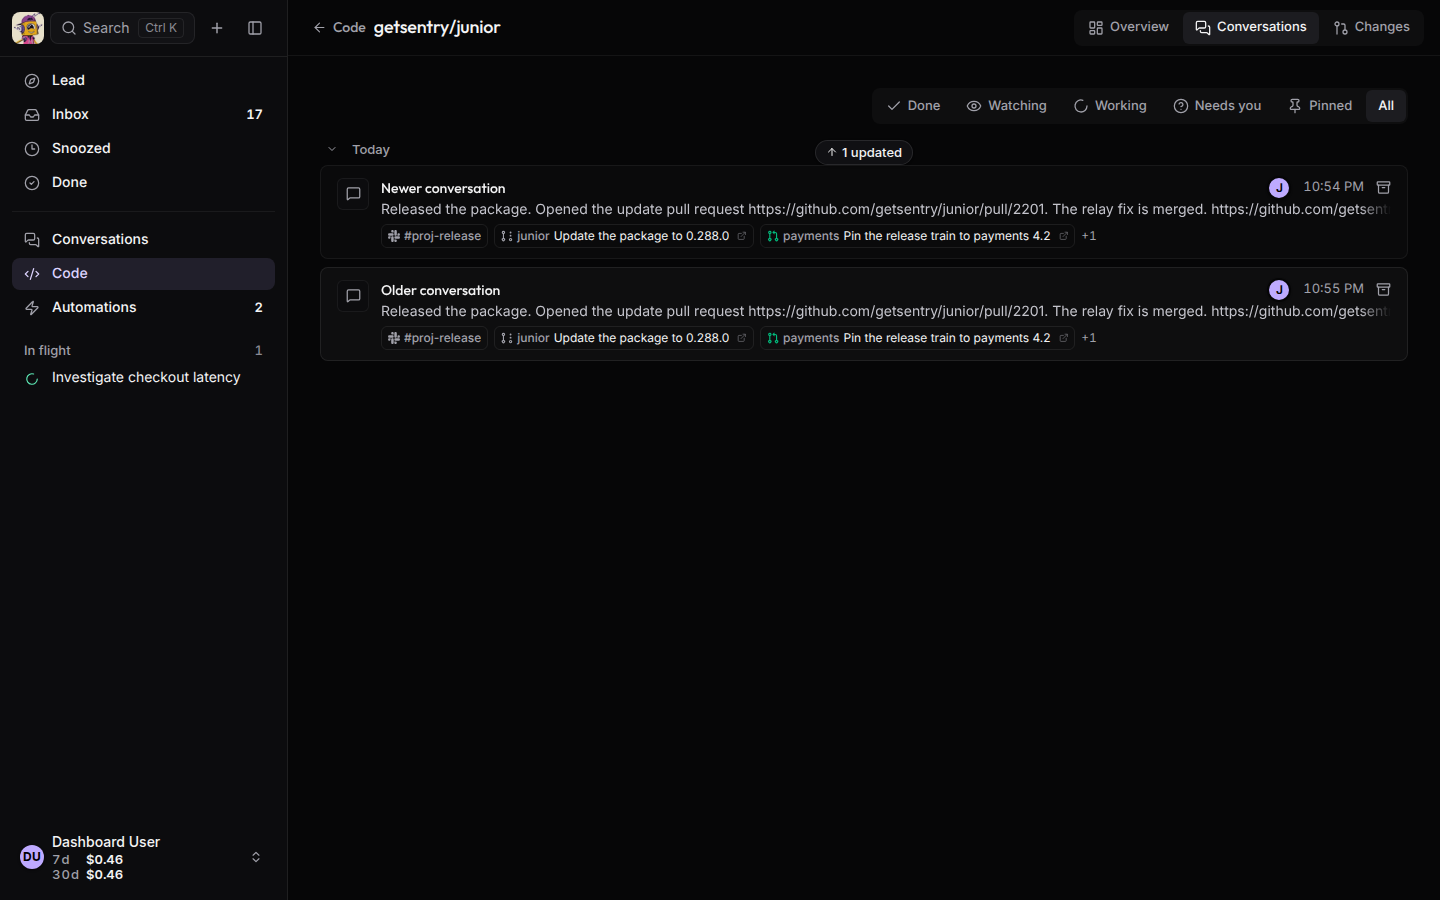 Search Ctrl K
Lead
Inbox 17
Snoozed
Done
Conversations
Code
Automations 2
In flight 1
Investigate checkout latency
Dashboard User
7d $0.46
30d $0.46
DU
Code getsentry/junior
Overview Conversations Changes
Done Watching Working Needs you Pinned All
Today
1 updated
Newer conversation J 10:54 PM
Released the package. Opened the update pull request https://github.com/getsentry/junior/pull/2201. The relay fix is merged. https://github.com/getsent
#proj-release junior Update the package to 0.288.0 payments Pin the release train to payments 4.2 +1
Older conversation J 10:55 PM
Released the package. Opened the update pull request https://github.com/getsentry/junior/pull/2201. The relay fix is merged. https://github.com/getsent
#proj-release junior Update the package to 0.288.0 payments Pin the release train to payments 4.2 +1